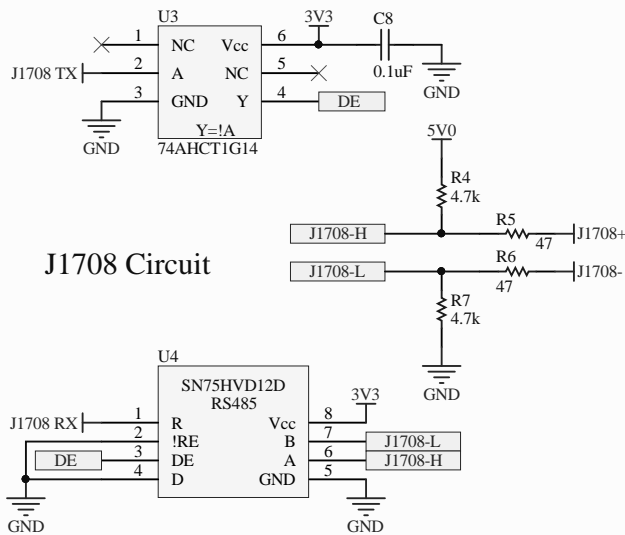 U3
3V3
C8
1 NC Vcc 6
J1708 TX 2 A NC 5 0.1uF
3 GND Y 4 DE
GND
GND
Y=!A
74AHCT1G14
5V0
R4
4.7k
R5
J1708-H 47 J1708+
J1708 Circuit
R6
J1708-L 47 J1708-
R7
4.7k
GND
U4
SN75HVD12D
RS485
3V3
J1708 RX 1 R Vcc 8
2 !RE B 7 J1708-L
DE 3 DE A 6 J1708-H
4 D GND 5
GND
GND